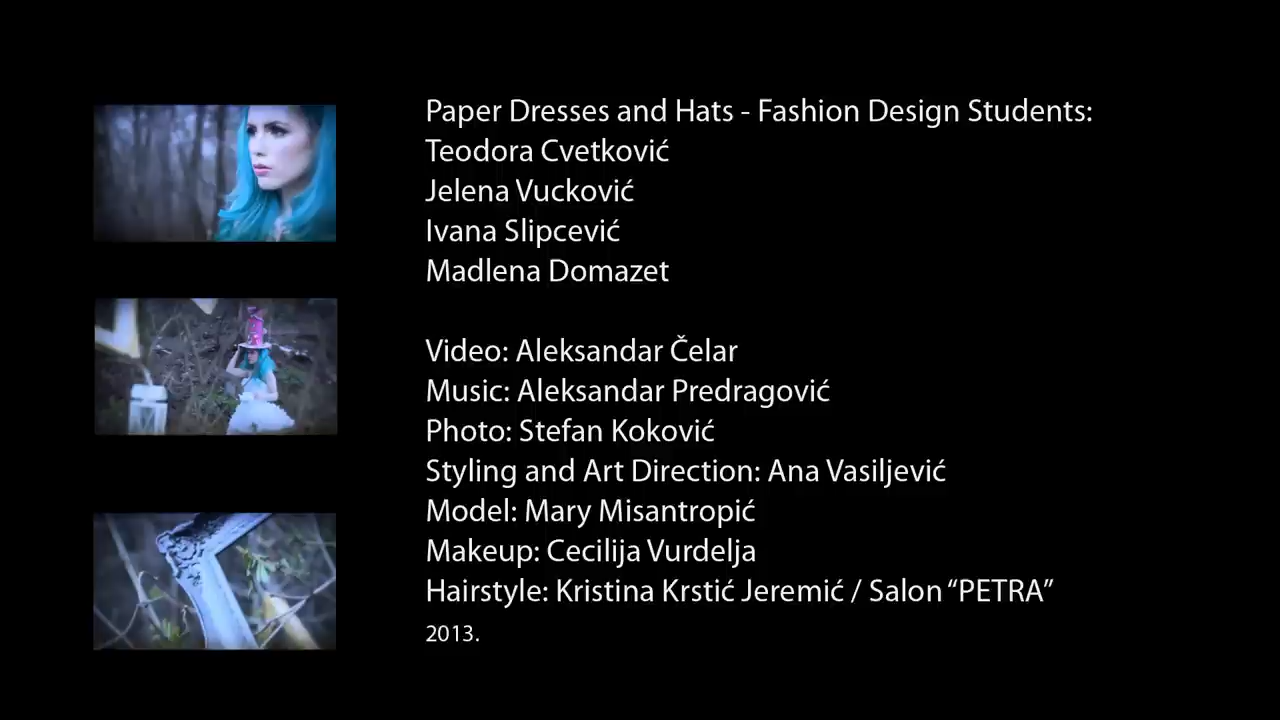 Paper Dresses and Hats - Fashion Design Students:
Teodora Cvetković
Jelena Vucković
Ivana Slipcević
Madlena Domazet
Video: Aleksandar Čelar
Music: Aleksandar Predragović
Photo: Stefan Koković
Styling and Art Direction: Ana Vasiljević
Model: Mary Misantropić
Makeup: Cecilija Vurdelja
Hairstyle: Kristina Krstić Jeremić / Salon “PETRA”
2013.